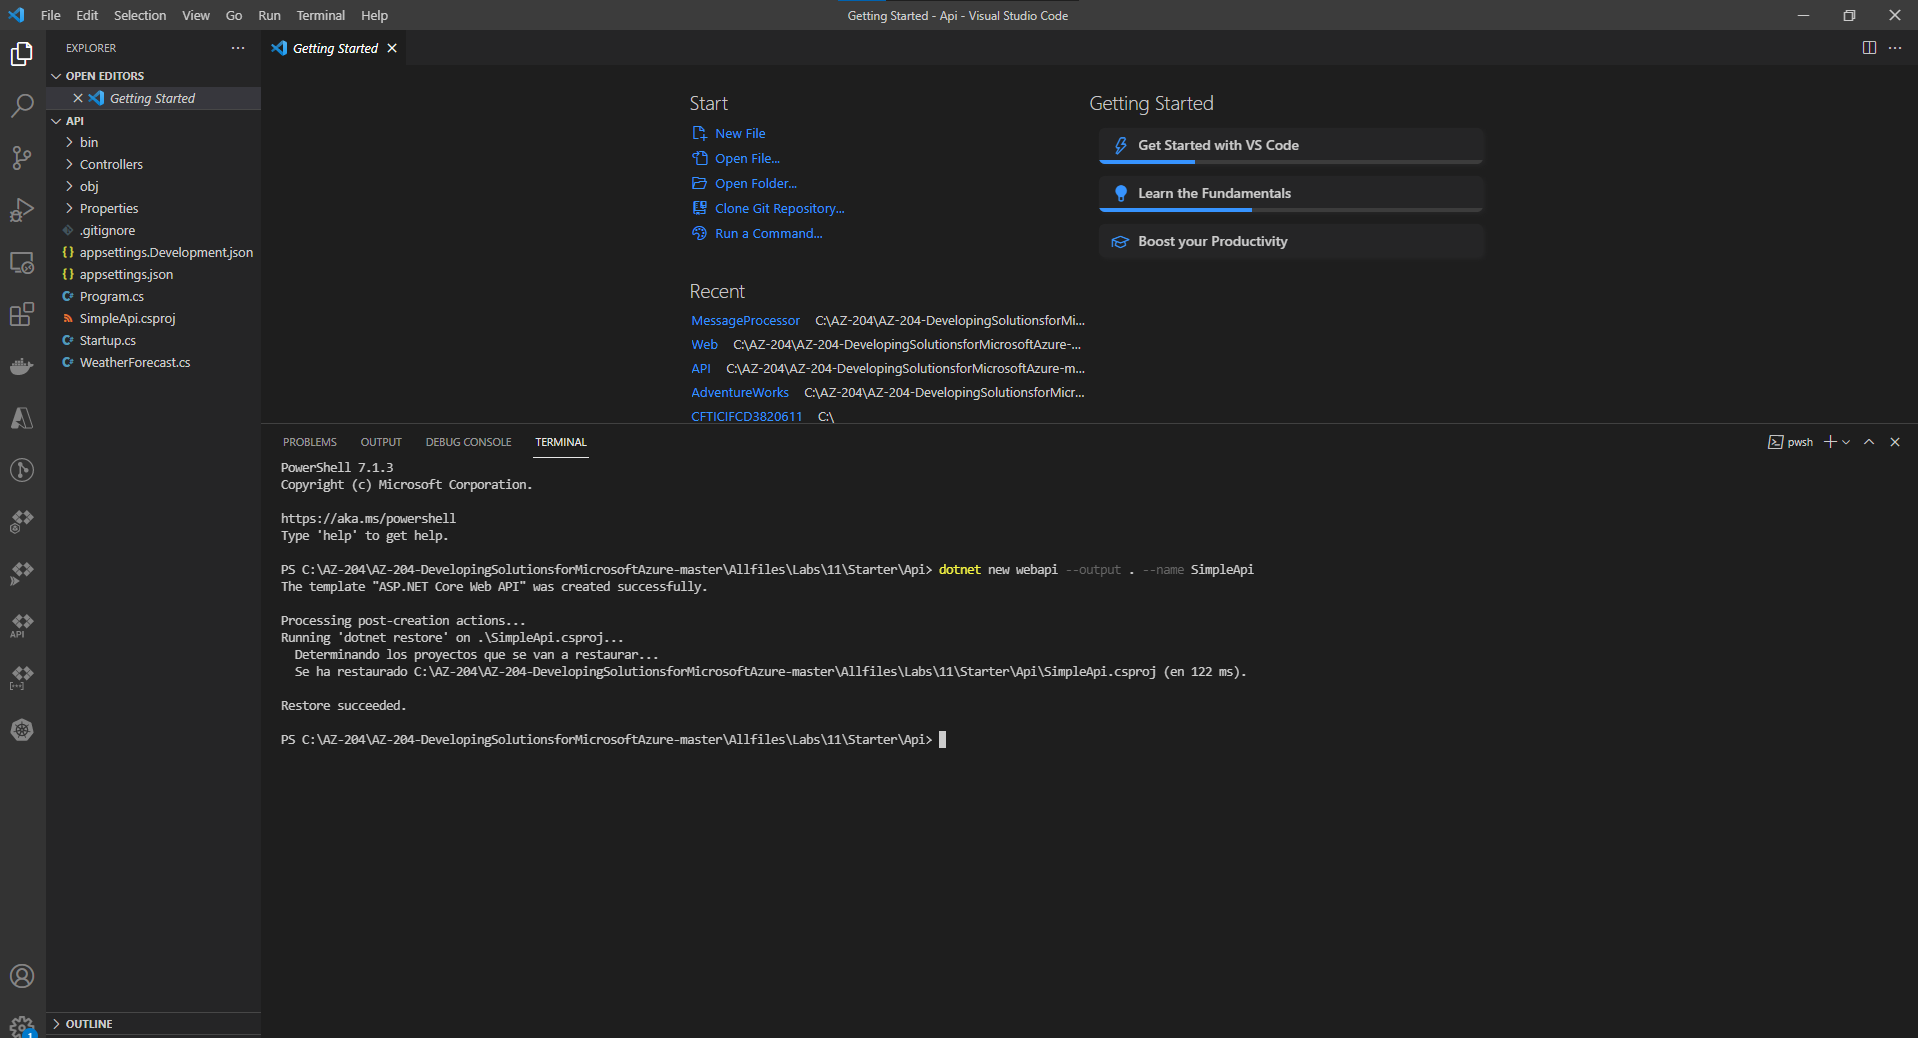 File Edit Selection View Go Run Terminal Help
Getting Started - Api - Visual Studio Code
EXPLORER
OPEN EDITORS
Getting Started
API
bin
Controllers
obj
Properties
.gitignore
appsettings.Development.json
appsettings.json
Program.cs
SimpleApi.csproj
Startup.cs
WeatherForecast.cs
OUTLINE
API
1
Getting Started
Start
New File
Open File...
Open Folder...
Clone Git Repository...
Run a Command...
Recent
MessageProcessor C:\AZ-204\AZ-204-DevelopingSolutionsforMi...
Web C:\AZ-204\AZ-204-DevelopingSolutionsforMicrosoftAzure-...
API C:\AZ-204\AZ-204-DevelopingSolutionsforMicrosoftAzure-m...
AdventureWorks C:\AZ-204\AZ-204-DevelopingSolutionsforMicr...
CFTICIFCD3820611 C:\
Getting Started
Get Started with VS Code
Learn the Fundamentals
Boost your Productivity
PROBLEMS OUTPUT DEBUG CONSOLE TERMINAL
pwsh
PowerShell 7.1.3
Copyright (c) Microsoft Corporation.
https://aka.ms/powershell
Type 'help' to get help.
PS C:\AZ-204\AZ-204-DevelopingSolutionsforMicrosoftAzure-master\Allfiles\Labs\11\Starter\Api> dotnet new webapi --output . --name SimpleApi
The template "ASP.NET Core Web API" was created successfully.
Processing post-creation actions...
Running 'dotnet restore' on .\SimpleApi.csproj...
Determinando los proyectos que se van a restaurar...
Se ha restaurado C:\AZ-204\AZ-204-DevelopingSolutionsforMicrosoftAzure-master\Allfiles\Labs\11\Starter\Api\SimpleApi.csproj (en 122 ms).
Restore succeeded.
PS C:\AZ-204\AZ-204-DevelopingSolutionsforMicrosoftAzure-master\Allfiles\Labs\11\Starter\Api>